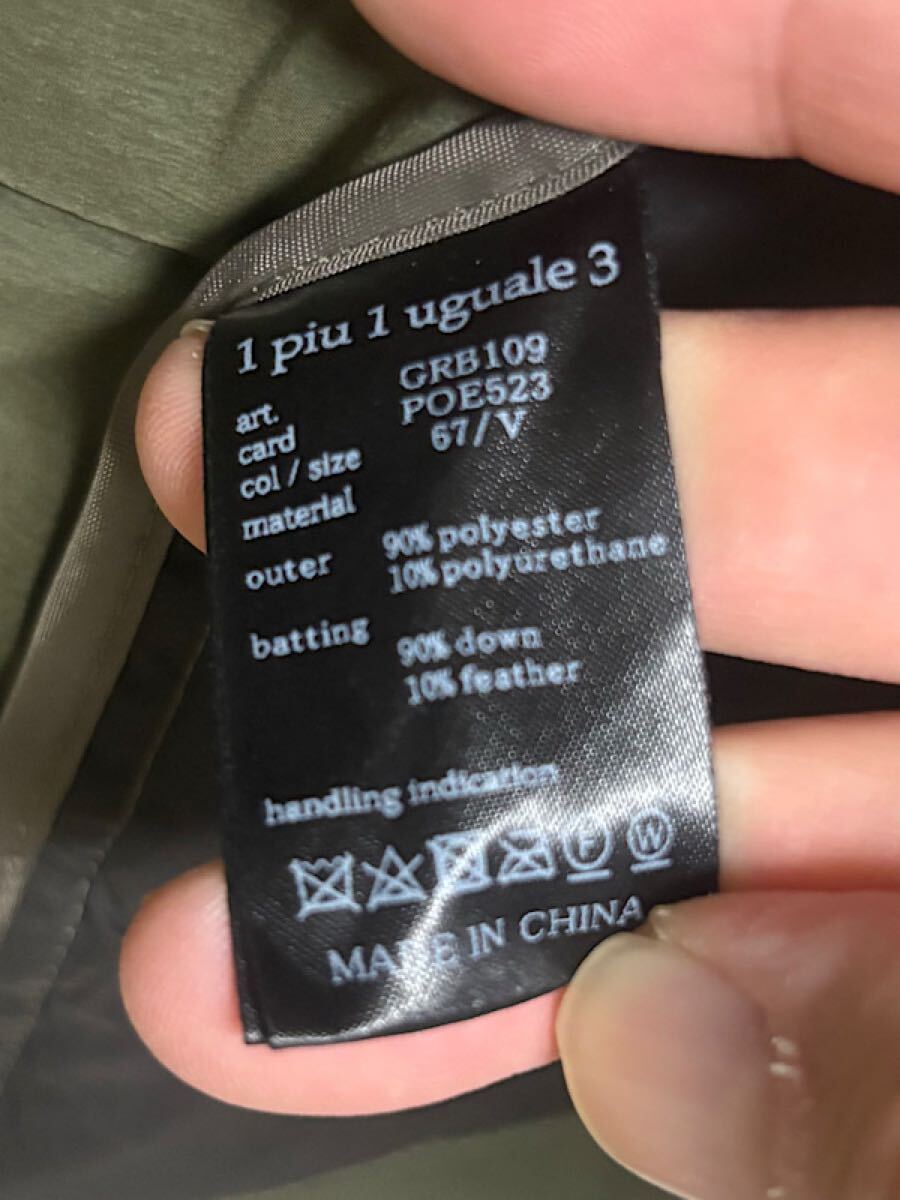 1 piu 1 uguale 3
art. GRB109
card POE523
col / size 67/V
material
outer 90% polyester
10% polyurethane
batting 90% down
10% feather
handling indication
F W
MADE IN CHINA